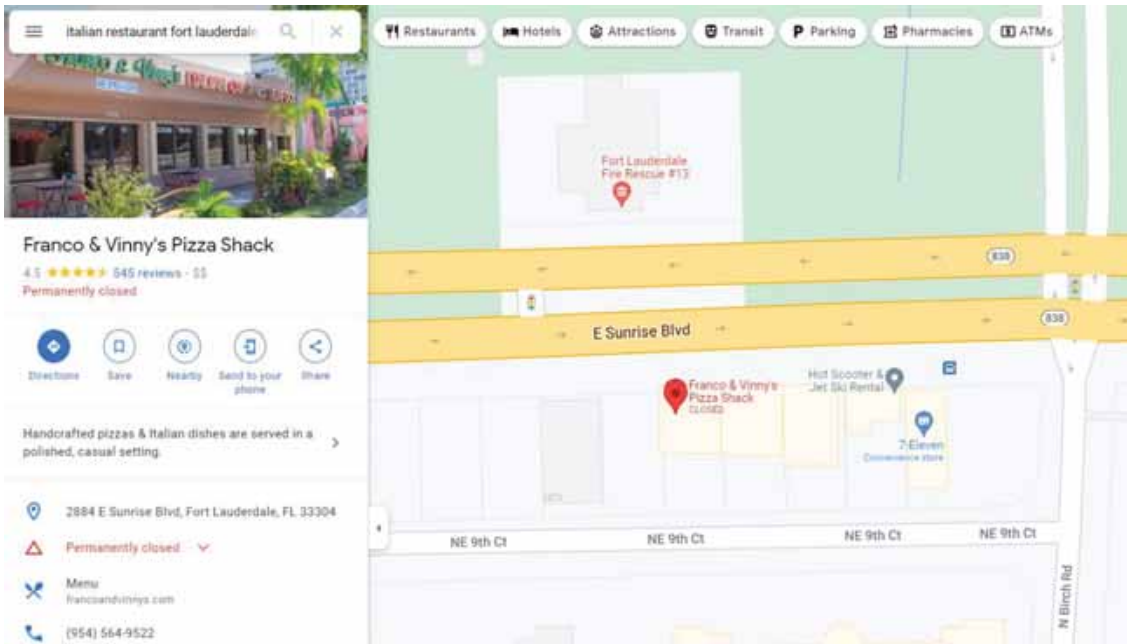 italian restaurant fort lauderdale
Restaurants
Hotels
Attractions
Transit
Parking
Pharmacies
ATMs
Franco & Vinny's Pizza Shack
4.5 545 reviews · $$
Permanently closed
Directions
Save
Nearby
Send to your
phone
Share
Handcrafted pizzas & Italian dishes are served in a
polished, casual setting.
2884 E Sunrise Blvd, Fort Lauderdale, FL 33304
Permanently closed
Menu
francoandvinnys.com
(954) 564-9522
Fort Lauderdale
Fire Rescue #13
838
E Sunrise Blvd
838
Franco & Vinny's
Pizza Shack
CLOSED
Hot Scooter &
Jet Ski Rental
7-Eleven
Convenience store
NE 9th Ct
NE 9th Ct
NE 9th Ct
NE 9th Ct
N Birch Rd